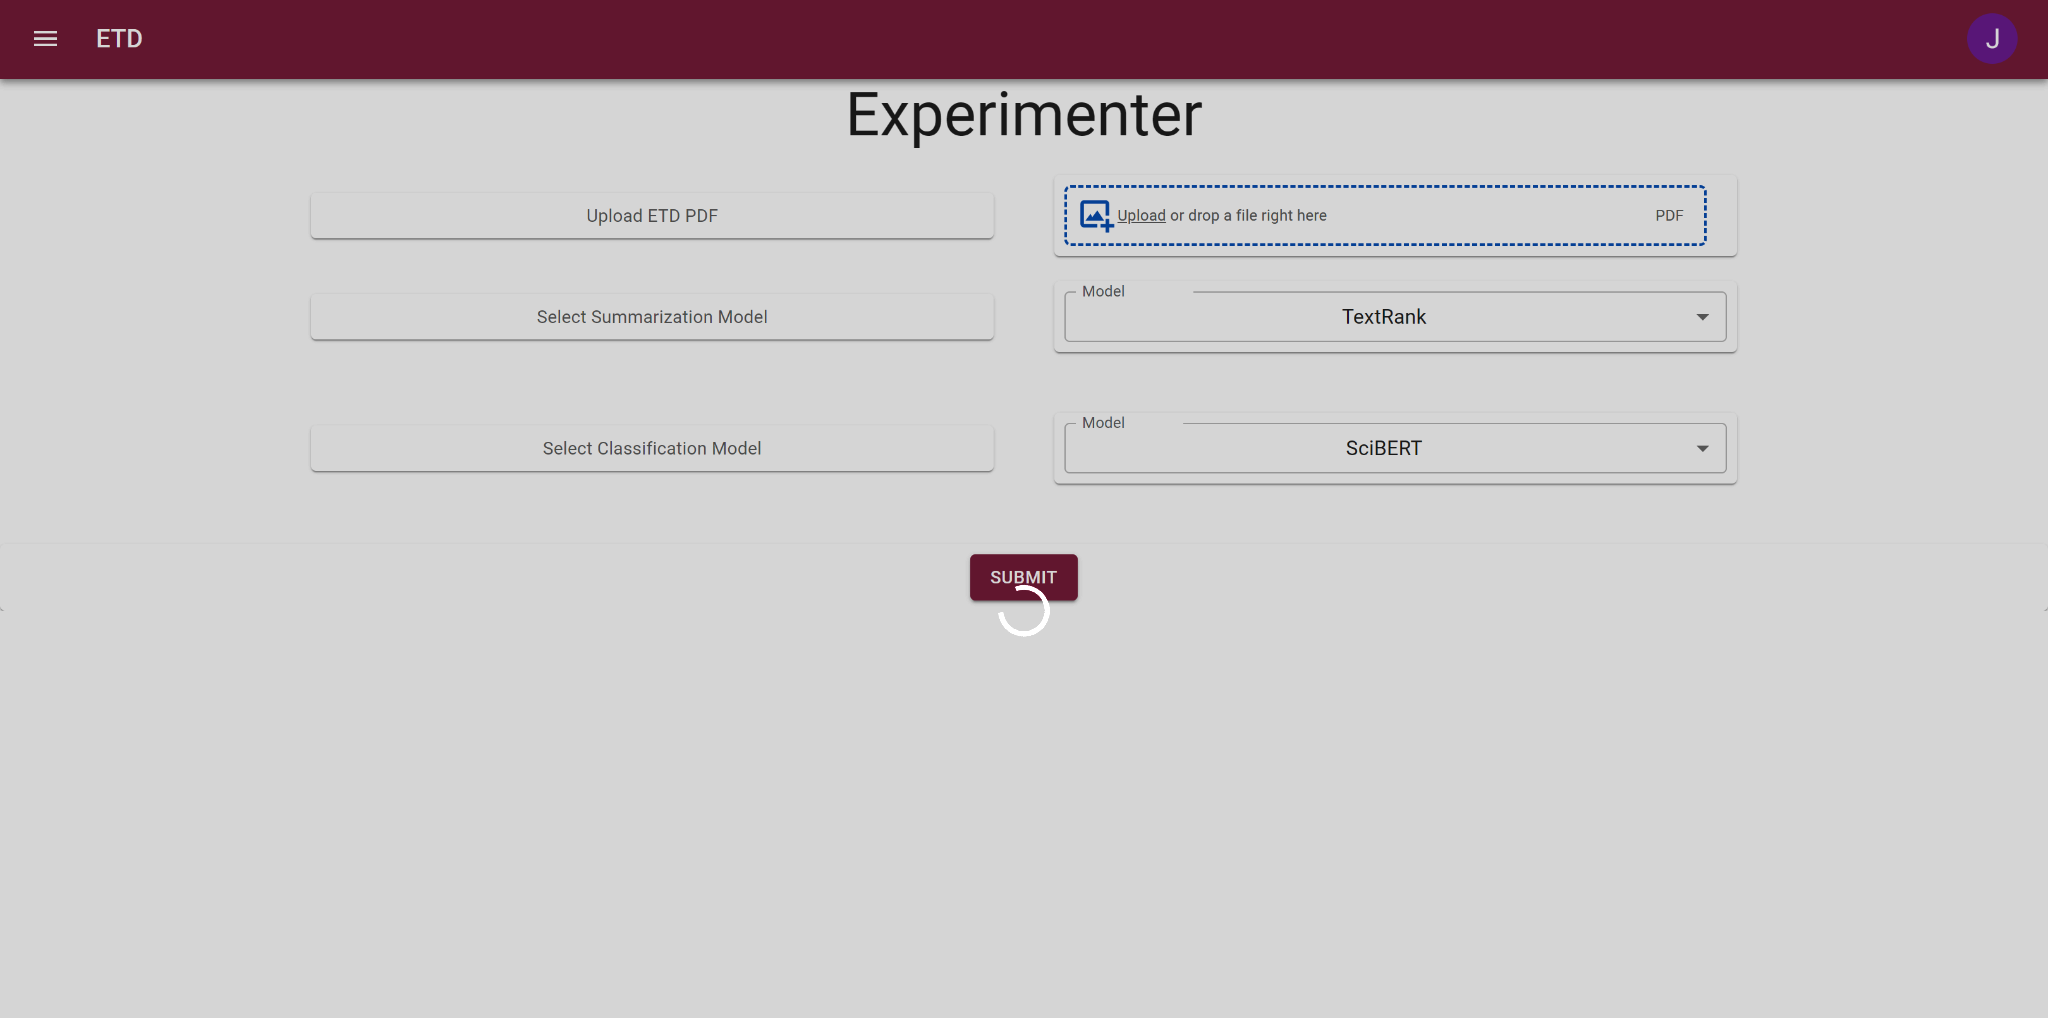 ETD
J
Experimenter
Upload ETD PDF
Upload or drop a file right here
PDF
Select Summarization Model
Model
TextRank
Select Classification Model
Model
SciBERT
SUBMIT